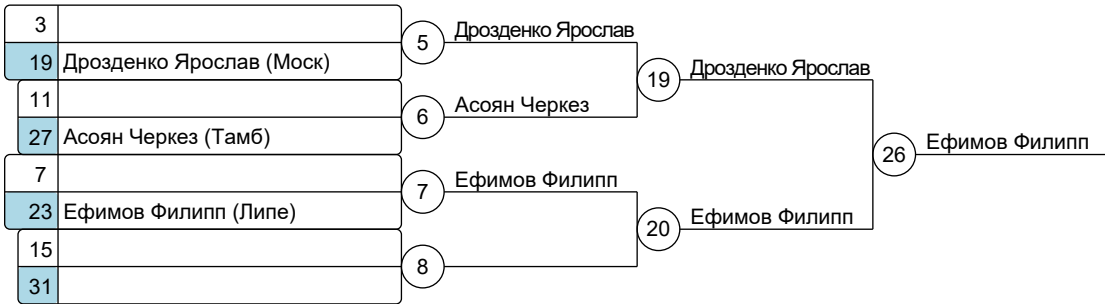 3
19 Дрозденко Ярослав (Моск)
11
27 Асоян Черкез (Тамб)
7
23 Ефимов Филипп (Липе)
15
31
5
Дрозденко Ярослав
6
Асоян Черкез
7
Ефимов Филипп
8
19
Дрозденко Ярослав
20
Ефимов Филипп
26
Ефимов Филипп